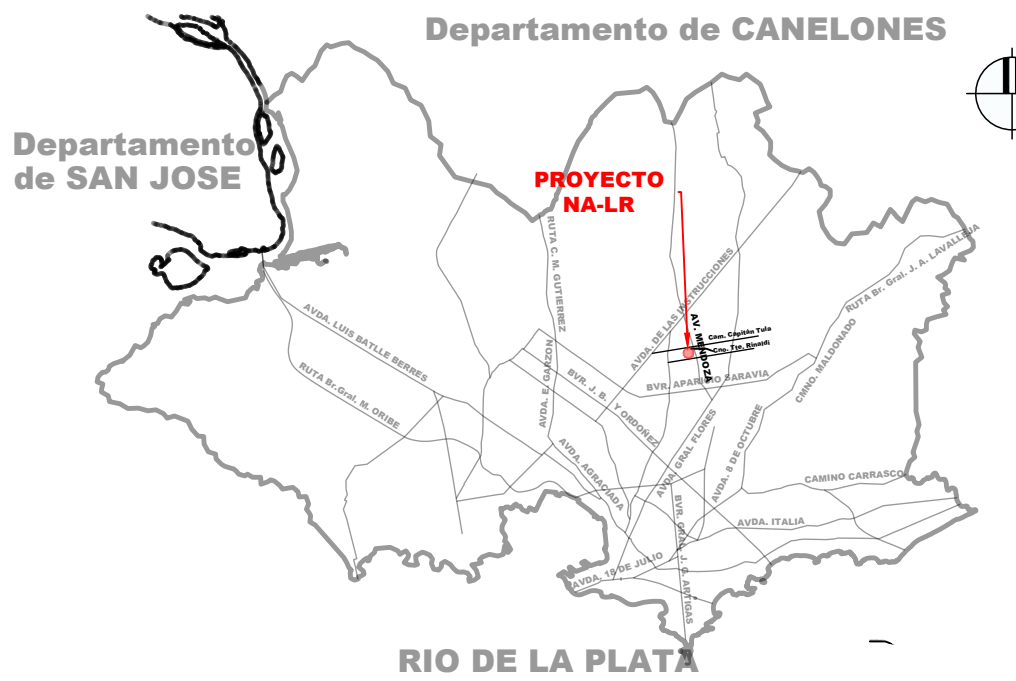 Departamento de CANELONES
Departamento
de SAN JOSE
PROYECTO
NA-LR
RUTA C. M. GUTIERREZ
AVDA. DE LAS INSTRUCCIONES
RUTA Br. Gral. J. A. LAVALLEJA
AVDA. LUIS BATLLE BERRES
AV. MENDOZA
Cam. Capitán Tula
Cno. Tte. Rinaldi
CMNO. MALDONADO
RUTA Br.Gral. M. ORIBE
AVDA. E. GARZON
BVR. J. B. Y ORDOÑEZ
BVR. APARICIO SARAVIA
AVDA. AGRACIADA
AVDA. GRAL FLORES
AVDA. 8 DE OCTUBRE
CAMINO CARRASCO
BVR. GRAL. J. G. ARTIGAS
AVDA. ITALIA
AVDA. 18 DE JULIO
RIO DE LA PLATA